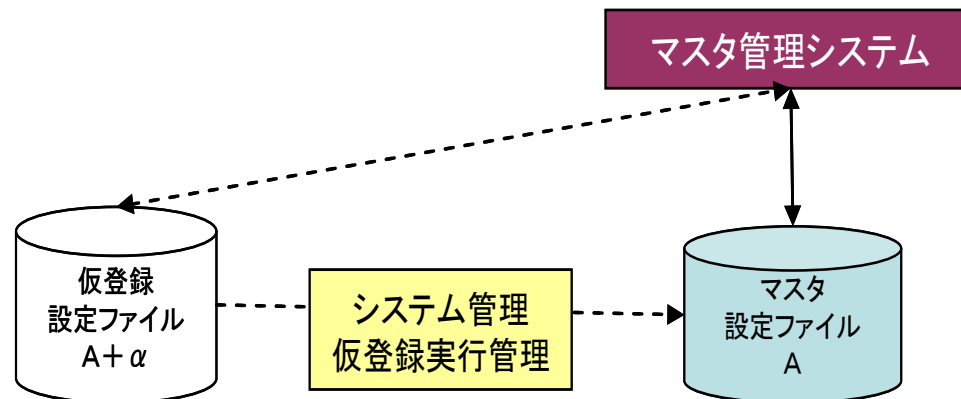 マスタ管理システム
仮登録
設定ファイル
A+α
システム管理
仮登録実行管理
マスタ
設定ファイル
A